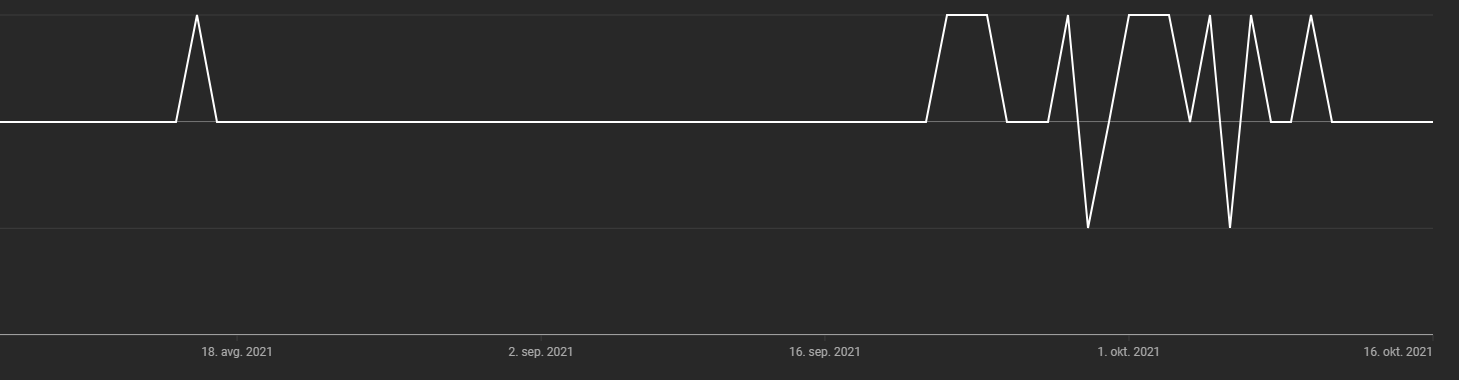 18. avg. 2021
2. sep. 2021
16. sep. 2021
1. okt. 2021
16. okt. 2021